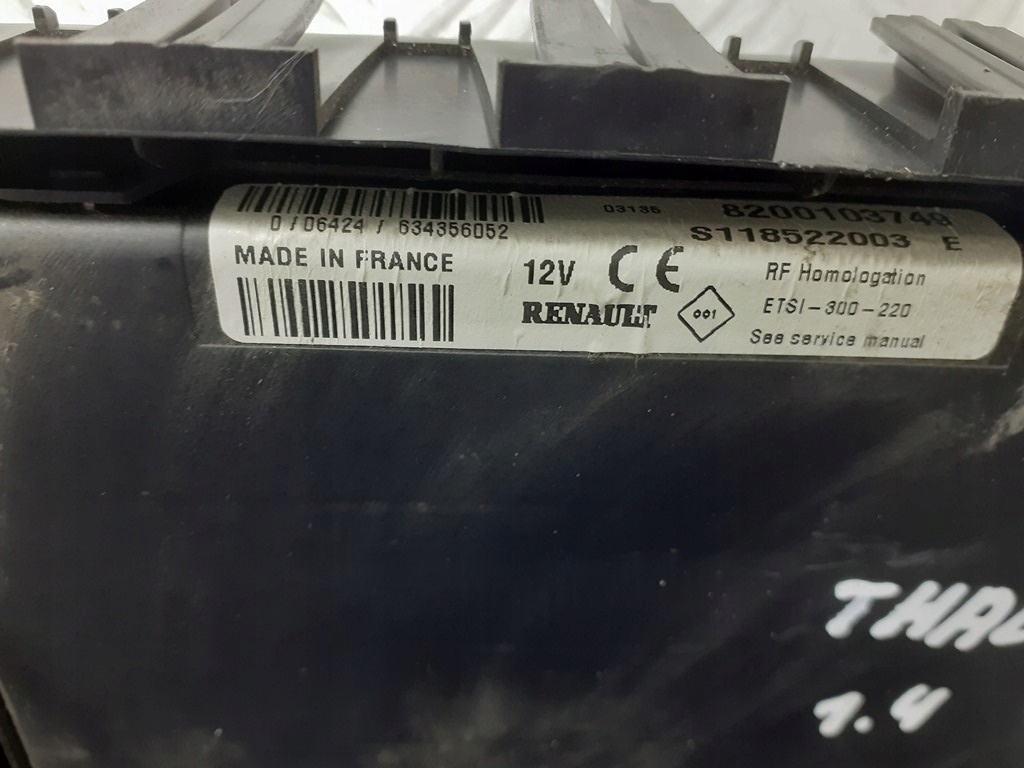 0 / 06424 / 634356052
03135 8200103749
S118522003 E
MADE IN FRANCE
12V CE
RF Homologation
RENAULT 001
ETSI-300-220
See service manual
THAL
1.4